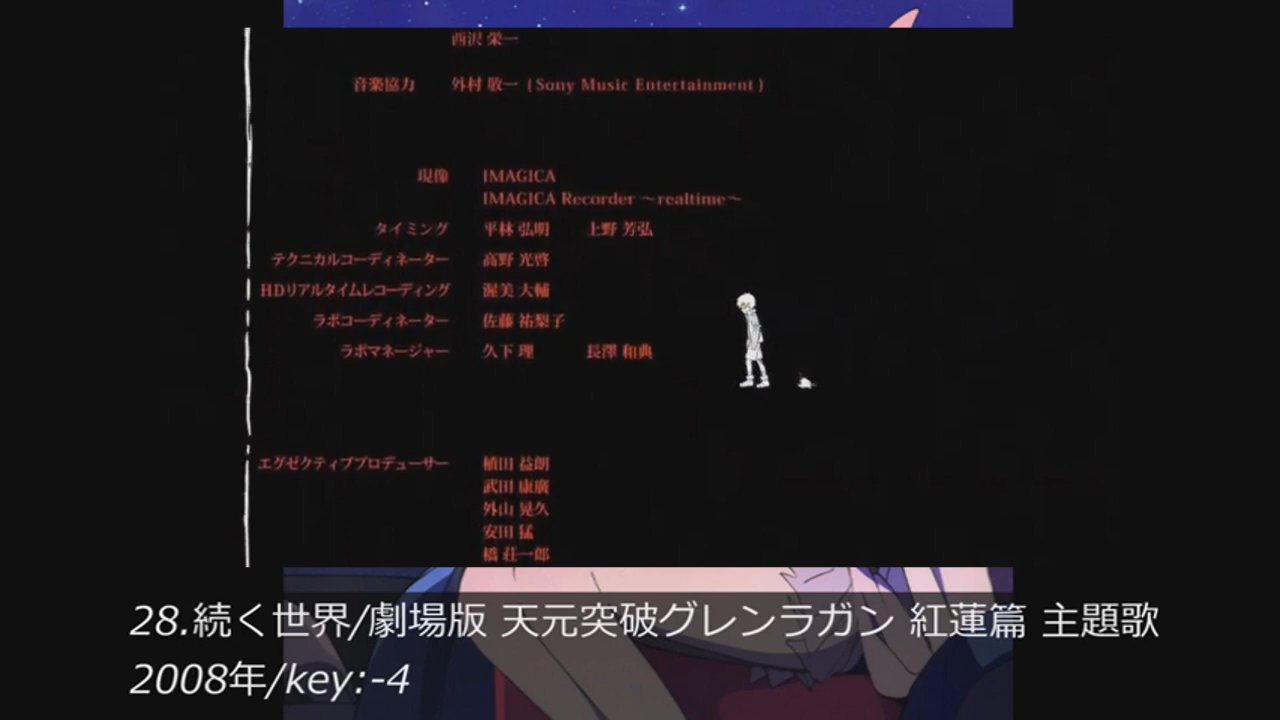 西沢 栄一
音楽協力 外村 敬一 (Sony Music Entertainment)
現像 IMAGICA
IMAGICA Recorder ～realtime～
タイミング 平林 弘明 上野 芳弘
テクニカルコーディネーター 高野 光啓
HDリアルタイムレコーディング 渥美 大輔
ラボコーディネーター 佐藤 祐梨子
ラボマネージャー 久下 理 長澤 和典
エグゼクティブプロデューサー 植田 益朗
武田 康廣
外山 晃久
安田 猛
橋 荘一郎
28.続く世界/劇場版 天元突破グレンラガン 紅蓮篇 主題歌
2008年/key:-4